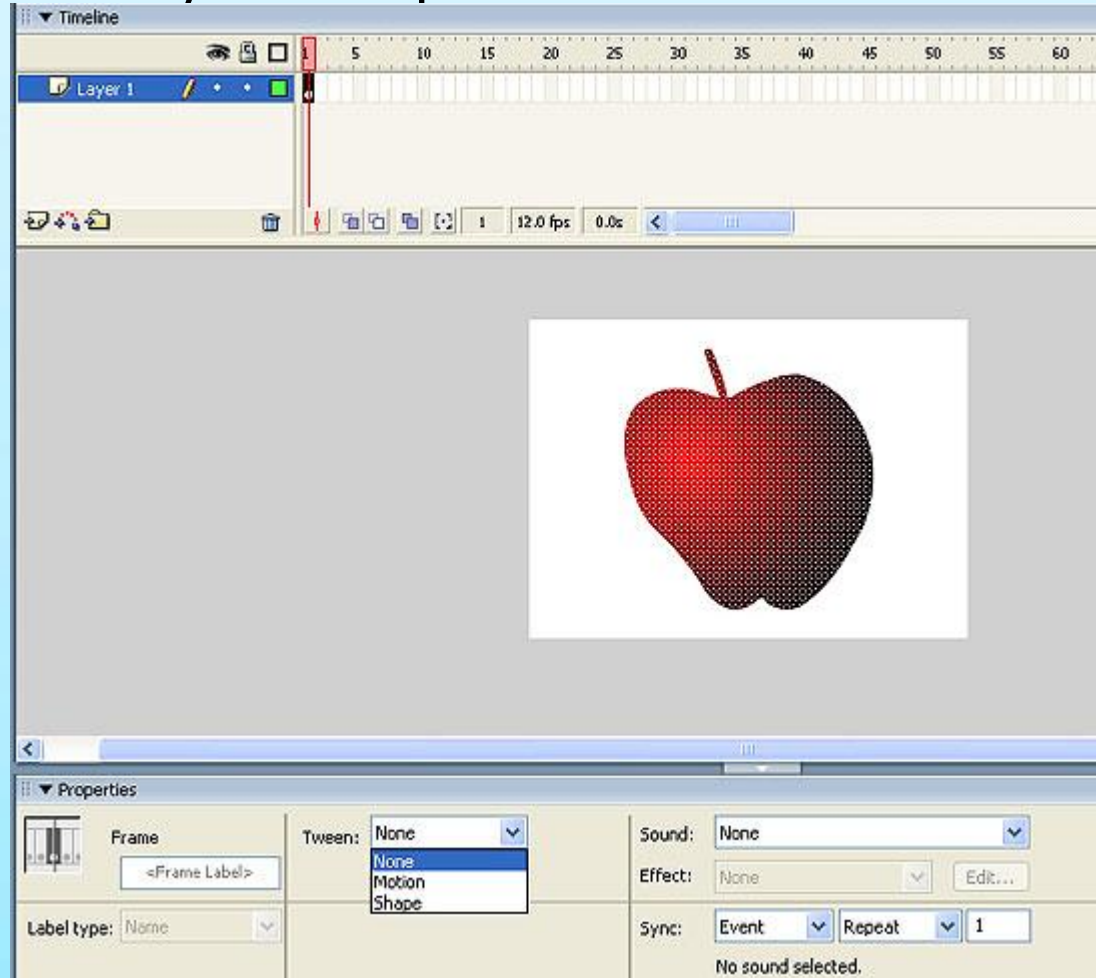 Timeline
1 5 10 15 20 25 30 35 40 45 50 55 60
Layer 1
1 12.0 fps 0.0s
Properties
Frame Tween: None Sound: None
<Frame Label> None Effect: None Edit...
Motion
Shape
Label type: Name Sync: Event Repeat 1
No sound selected.